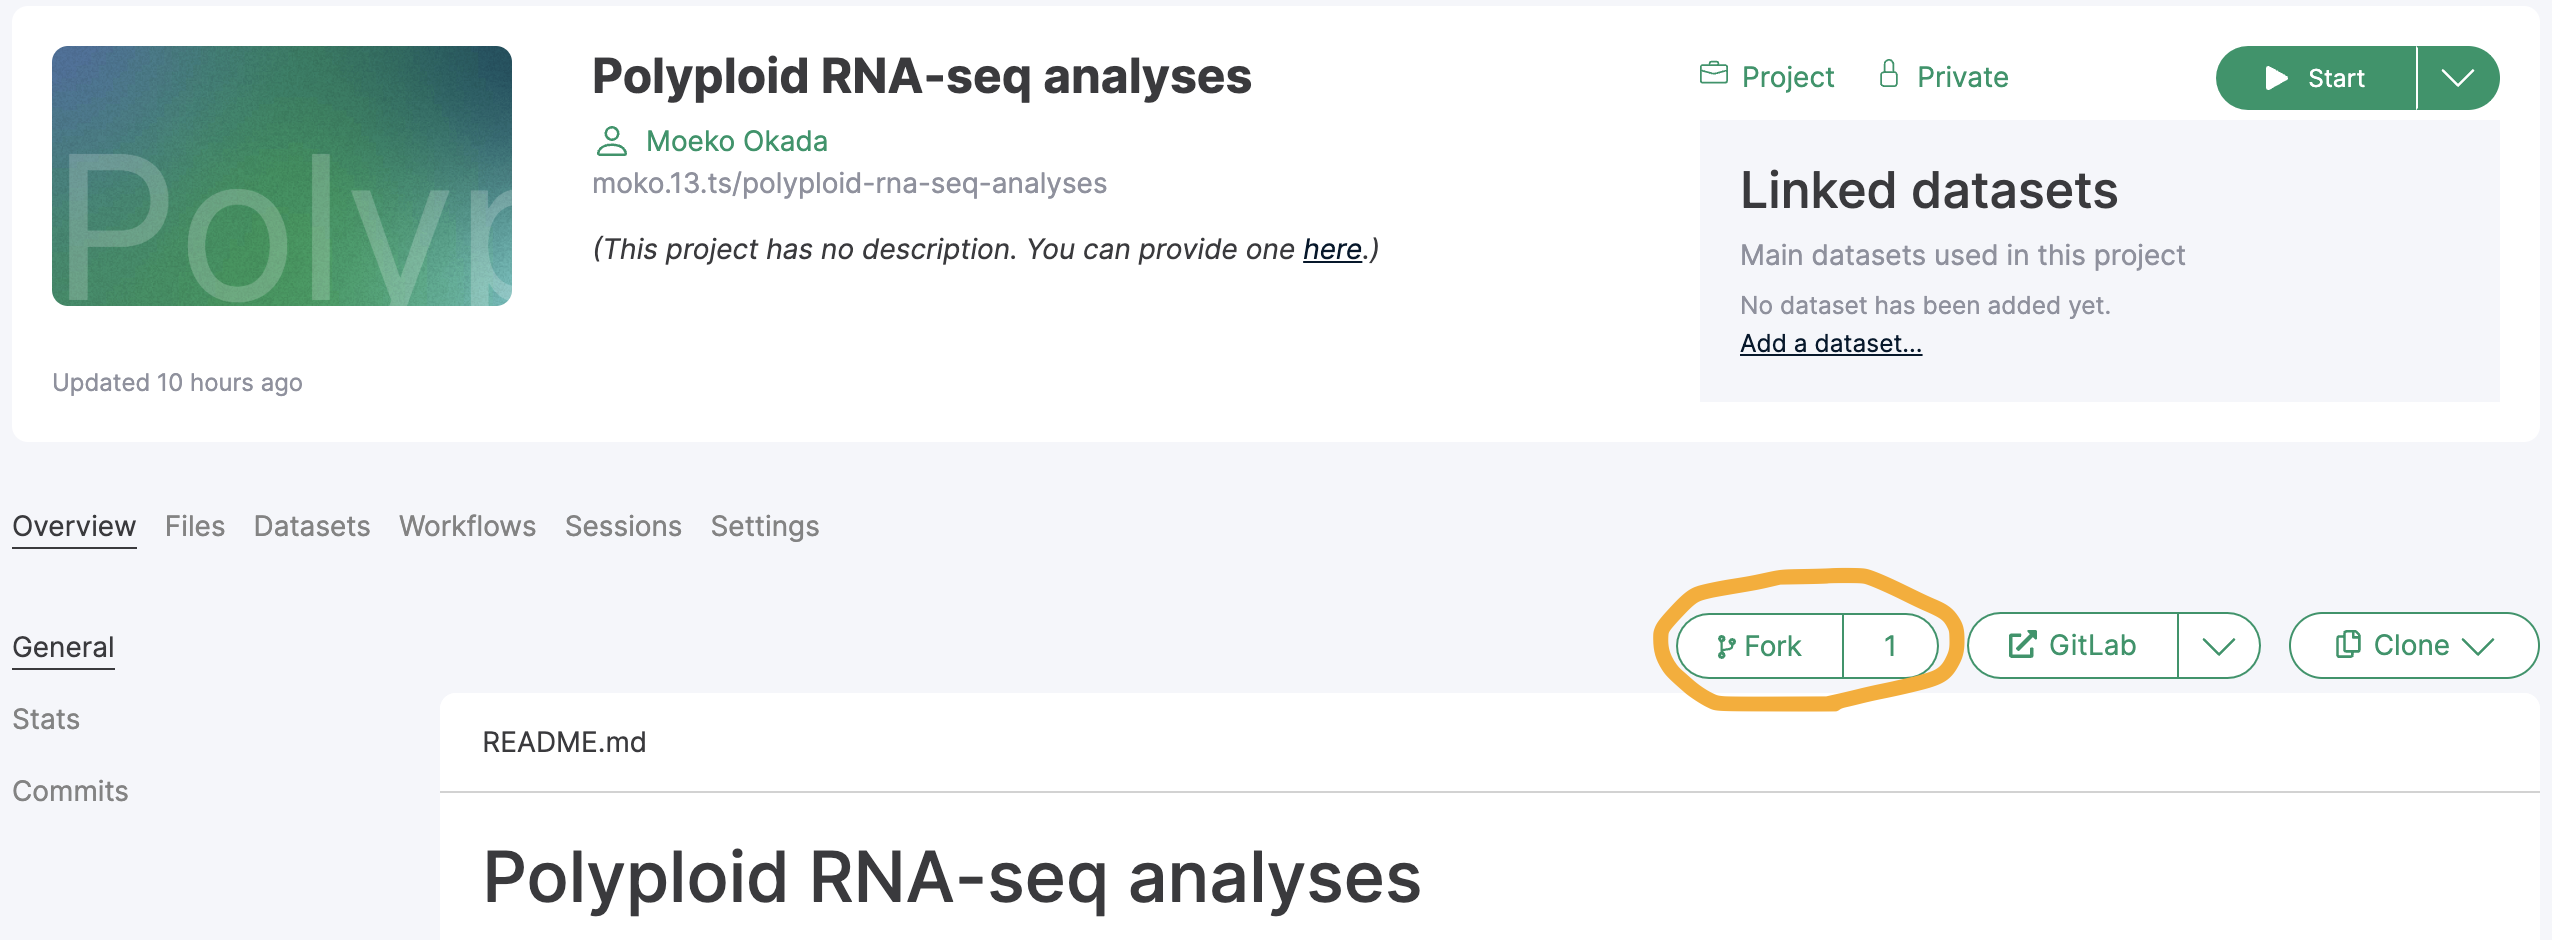 Polyp
Polyploid RNA-seq analyses
Moeko Okada
moko.13.ts/polyploid-rna-seq-analyses
(This project has no description. You can provide one here.)
Updated 10 hours ago
Project Private
Start
Linked datasets
Main datasets used in this project
No dataset has been added yet.
Add a dataset...
Overview Files Datasets Workflows Sessions Settings
General
Stats
Commits
Fork 1 GitLab Clone
README.md
Polyploid RNA-seq analyses